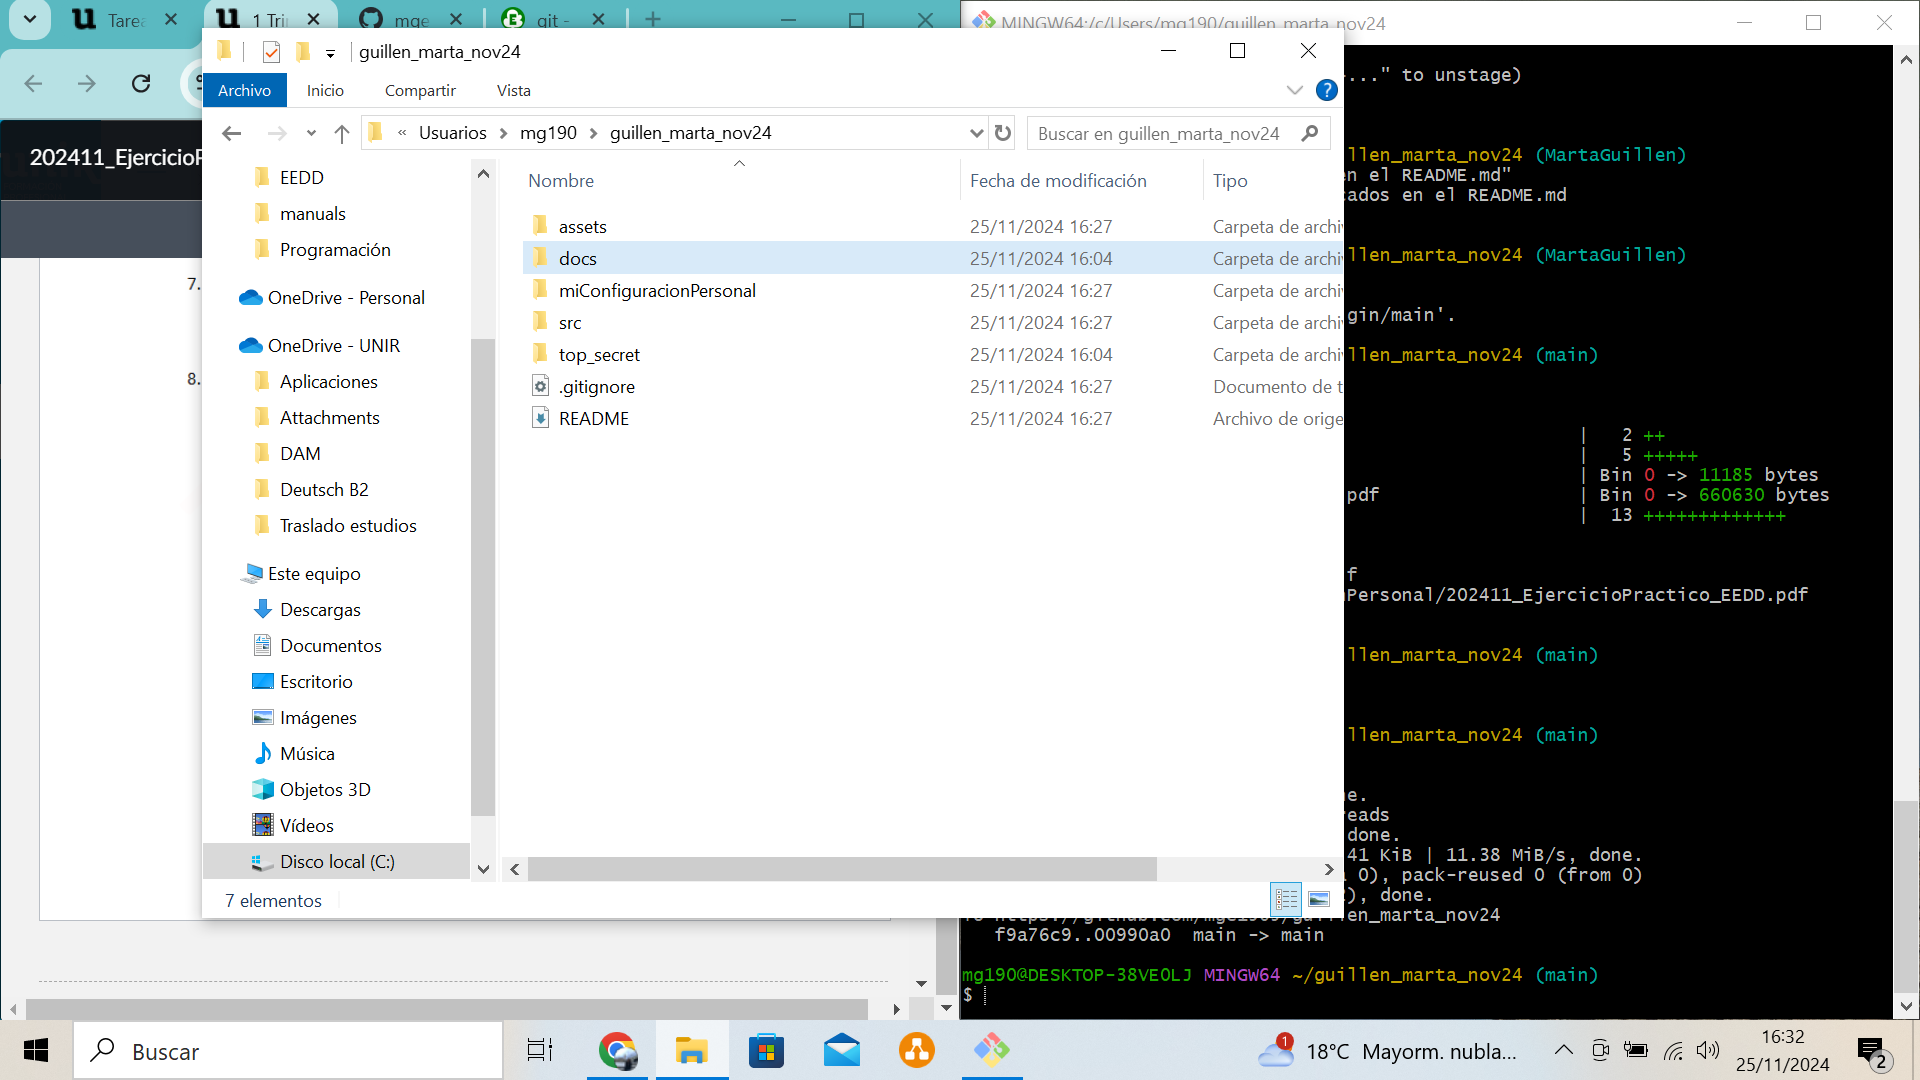 Tarea
1 Tri
mge
git -
MINGW64:/c/Users/mg190/guillen_marta_nov24
guillen_marta_nov24
Archivo
Inicio
Compartir
Vista
« Usuarios > mg190 > guillen_marta_nov24
Buscar en guillen_marta_nov24
202411_EjercicioP
7.
8.
EEDD
manuals
Programación
OneDrive - Personal
OneDrive - UNIR
Aplicaciones
Attachments
DAM
Deutsch B2
Traslado estudios
Este equipo
Descargas
Documentos
Escritorio
Imágenes
Música
Objetos 3D
Vídeos
Disco local (C:)
Nombre Fecha de modificación Tipo
assets 25/11/2024 16:27 Carpeta de archi
docs 25/11/2024 16:04 Carpeta de archi
miConfiguracionPersonal 25/11/2024 16:27 Carpeta de archi
src 25/11/2024 16:27 Carpeta de archi
top_secret 25/11/2024 16:04 Carpeta de archi
.gitignore 25/11/2024 16:27 Documento de t
README 25/11/2024 16:27 Archivo de orige
7 elementos
..." to unstage)
llen_marta_nov24 (MartaGuillen)
en el README.md"
cados en el README.md
llen_marta_nov24 (MartaGuillen)
gin/main'.
llen_marta_nov24 (main)
| 2 ++
| 5 +++++
| Bin 0 -> 11185 bytes
pdf | Bin 0 -> 660630 bytes
| 13 +++++++++++++
f
nPersonal/202411_EjercicioPractico_EEDD.pdf
llen_marta_nov24 (main)
llen_marta_nov24 (main)
ne.
reads
done.
41 KiB | 11.38 MiB/s, done.
0), pack-reused 0 (from 0)
), done.
f9a76c9..00990a0 main -> main
mg190@DESKTOP-38VE0LJ MINGW64 ~/guillen_marta_nov24 (main)
$
Buscar
1
18°C Mayorm. nubla...
16:32
25/11/2024
2